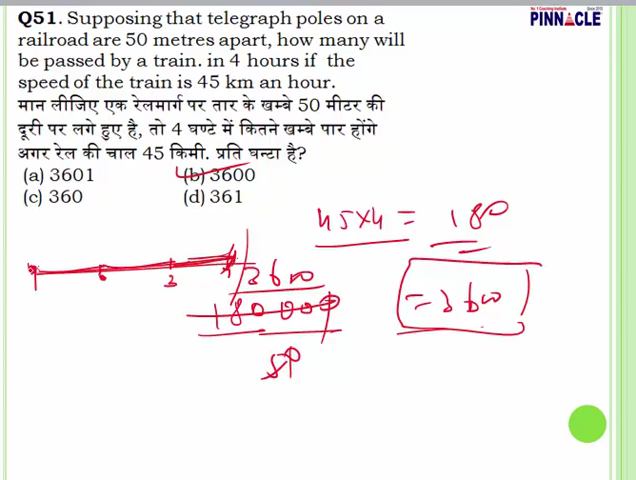 Q51. Supposing that telegraph poles on a
railroad are 50 metres apart, how many will
be passed by a train. in 4 hours if the
speed of the train is 45 km an hour.
मान लीजिए एक रेलमार्ग पर तार के खम्बे 50 मीटर की
दूरी पर लगे हुए है, तो 4 घण्टे में कितने खम्बे पार होंगे
अगर रेल की चाल 45 किमी. प्रति घन्टा है?
(a) 3601 (b) 3600
(c) 360 (d) 361
PINNACLE
45×4 = 180
3600
180000
50
= 3600